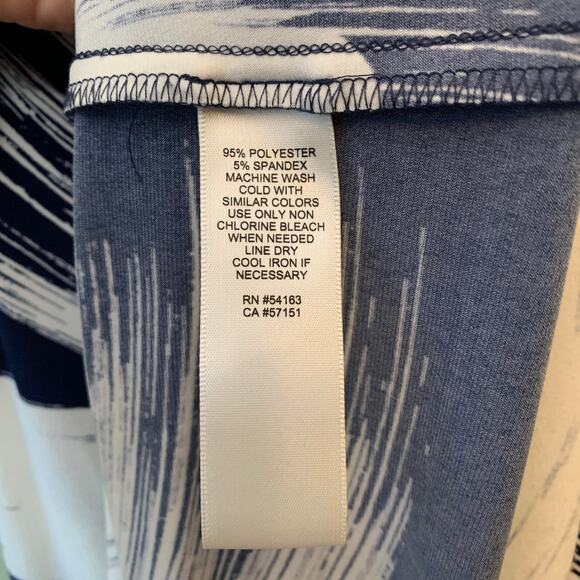 95% POLYESTER
5% SPANDEX
MACHINE WASH
COLD WITH
SIMILAR COLORS
USE ONLY NON
CHLORINE BLEACH
WHEN NEEDED
LINE DRY
COOL IRON IF
NECESSARY
RN #54163
CA #57151